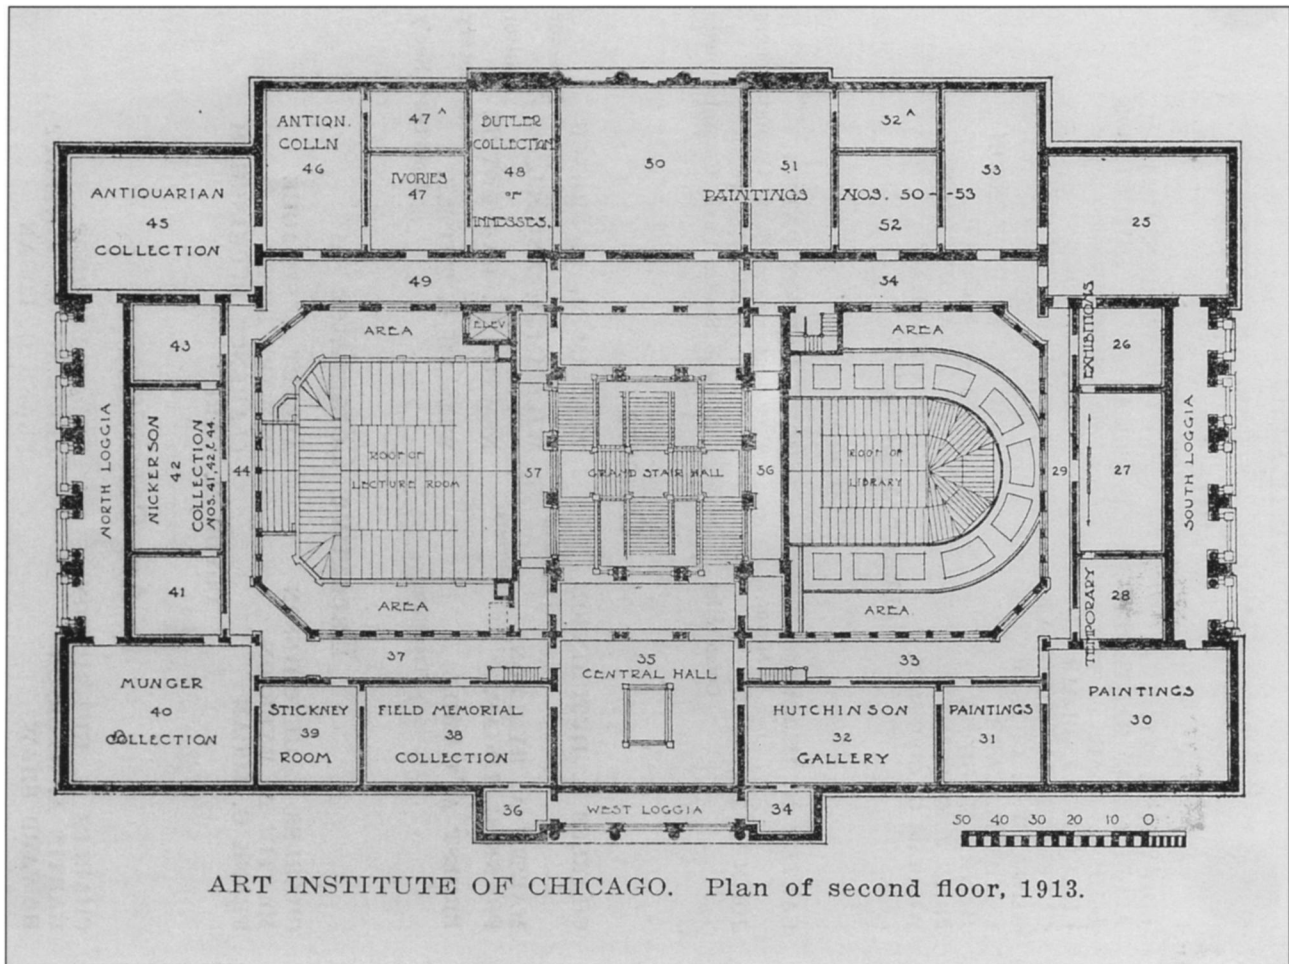 ANTIQN.
COLLN
46
47 A
IVORIES
47
BUTLER
COLLECTION
48
OF
INNESSES.
50
51
PAINTINGS NOS. 50--53
52 A
52
53
ANTIQUARIAN
45
COLLECTION
25
49
54
AREA
ELEV
AREA
43
NORTH LOGGIA
NICKERSON
42
COLLECTION
NOS. 41, 42, & 44.
44
41
ROOF OF
LECTURE ROOM
57
GRAND STAIR HALL
56
ROOF OF
LIBRARY
29
TEMPORARY EXHIBITIONS
26
27
28
SOUTH LOGGIA
AREA
AREA.
37
35
CENTRAL HALL
33
MUNGER
40
COLLECTION
STICKNEY
39
ROOM
FIELD MEMORIAL
38
COLLECTION
HUTCHINSON
32
GALLERY
PAINTINGS
31
PAINTINGS
30
36
WEST LOGGIA
34
50 40 30 20 10 0
ART INSTITUTE OF CHICAGO. Plan of second floor, 1913.